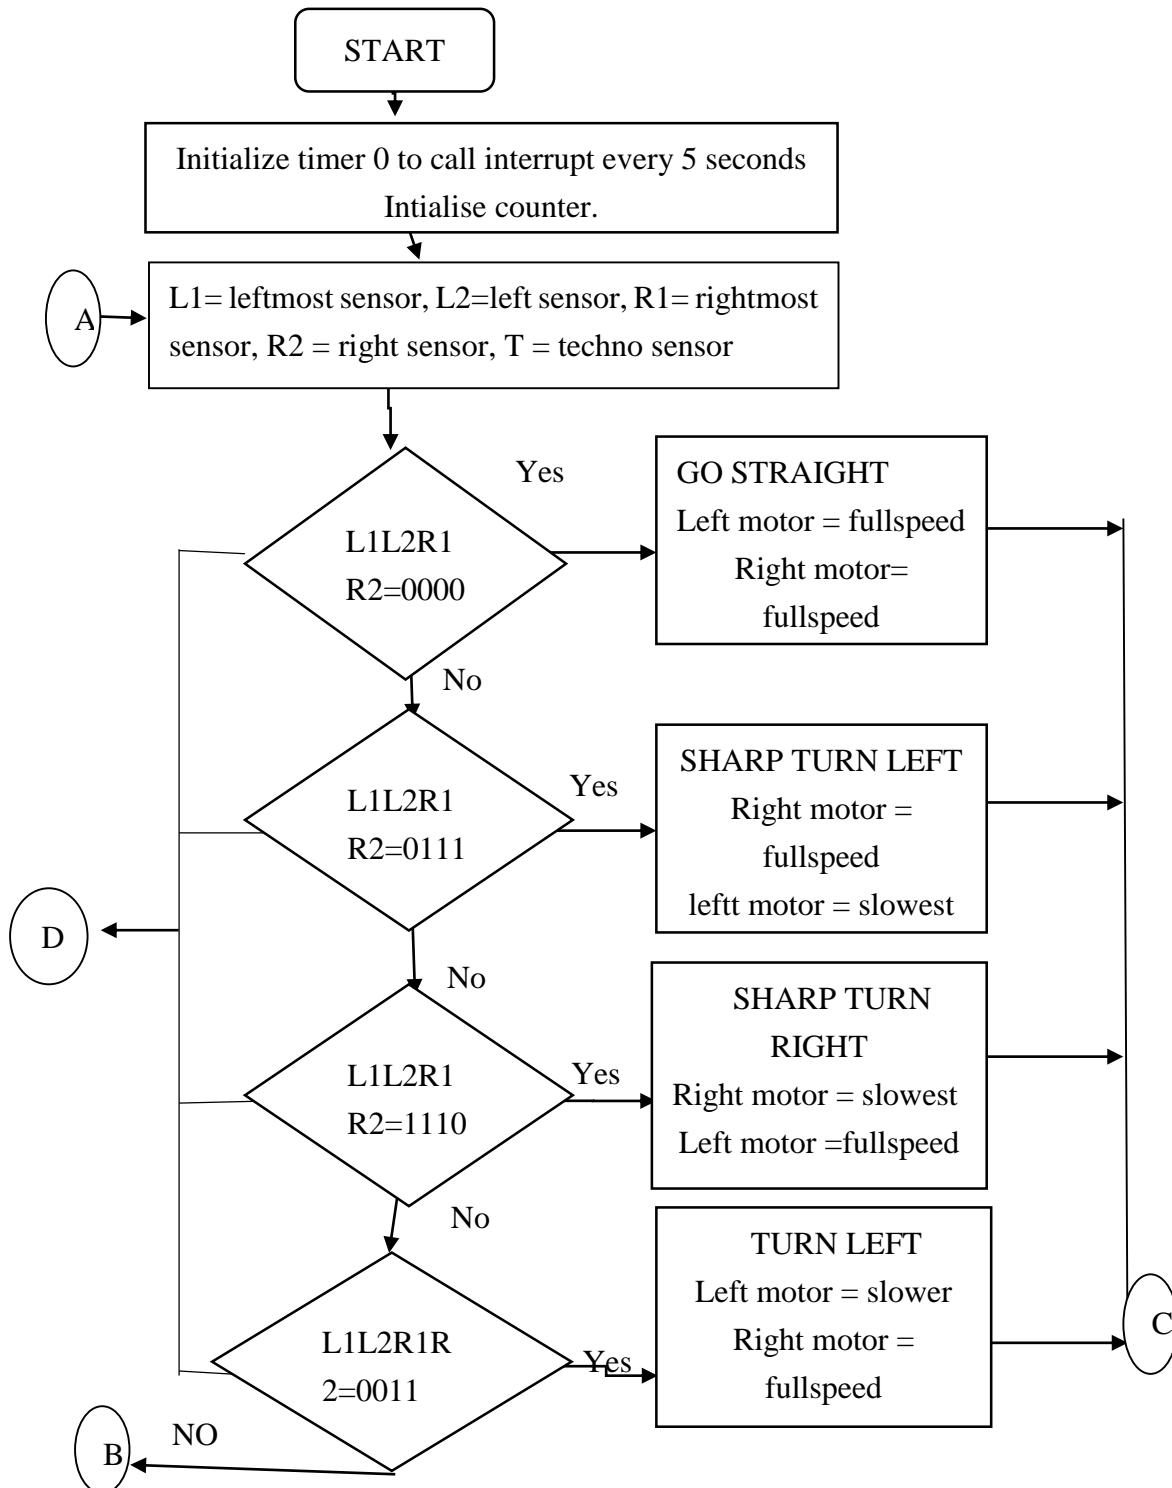 START
Initialize timer 0 to call interrupt every 5 seconds
Intialise counter.
A
L1= leftmost sensor, L2=left sensor, R1= rightmost
sensor, R2 = right sensor, T = techno sensor
Yes
L1L2R1
R2=0000
GO STRAIGHT
Left motor = fullspeed
Right motor=
fullspeed
No
L1L2R1
R2=0111
Yes
SHARP TURN LEFT
Right motor =
fullspeed
leftt motor = slowest
D
No
L1L2R1
R2=1110
Yes
SHARP TURN
RIGHT
Right motor = slowest
Left motor =fullspeed
No
L1L2R1R
2=0011
Yes
TURN LEFT
Left motor = slower
Right motor =
fullspeed
C
NO
B